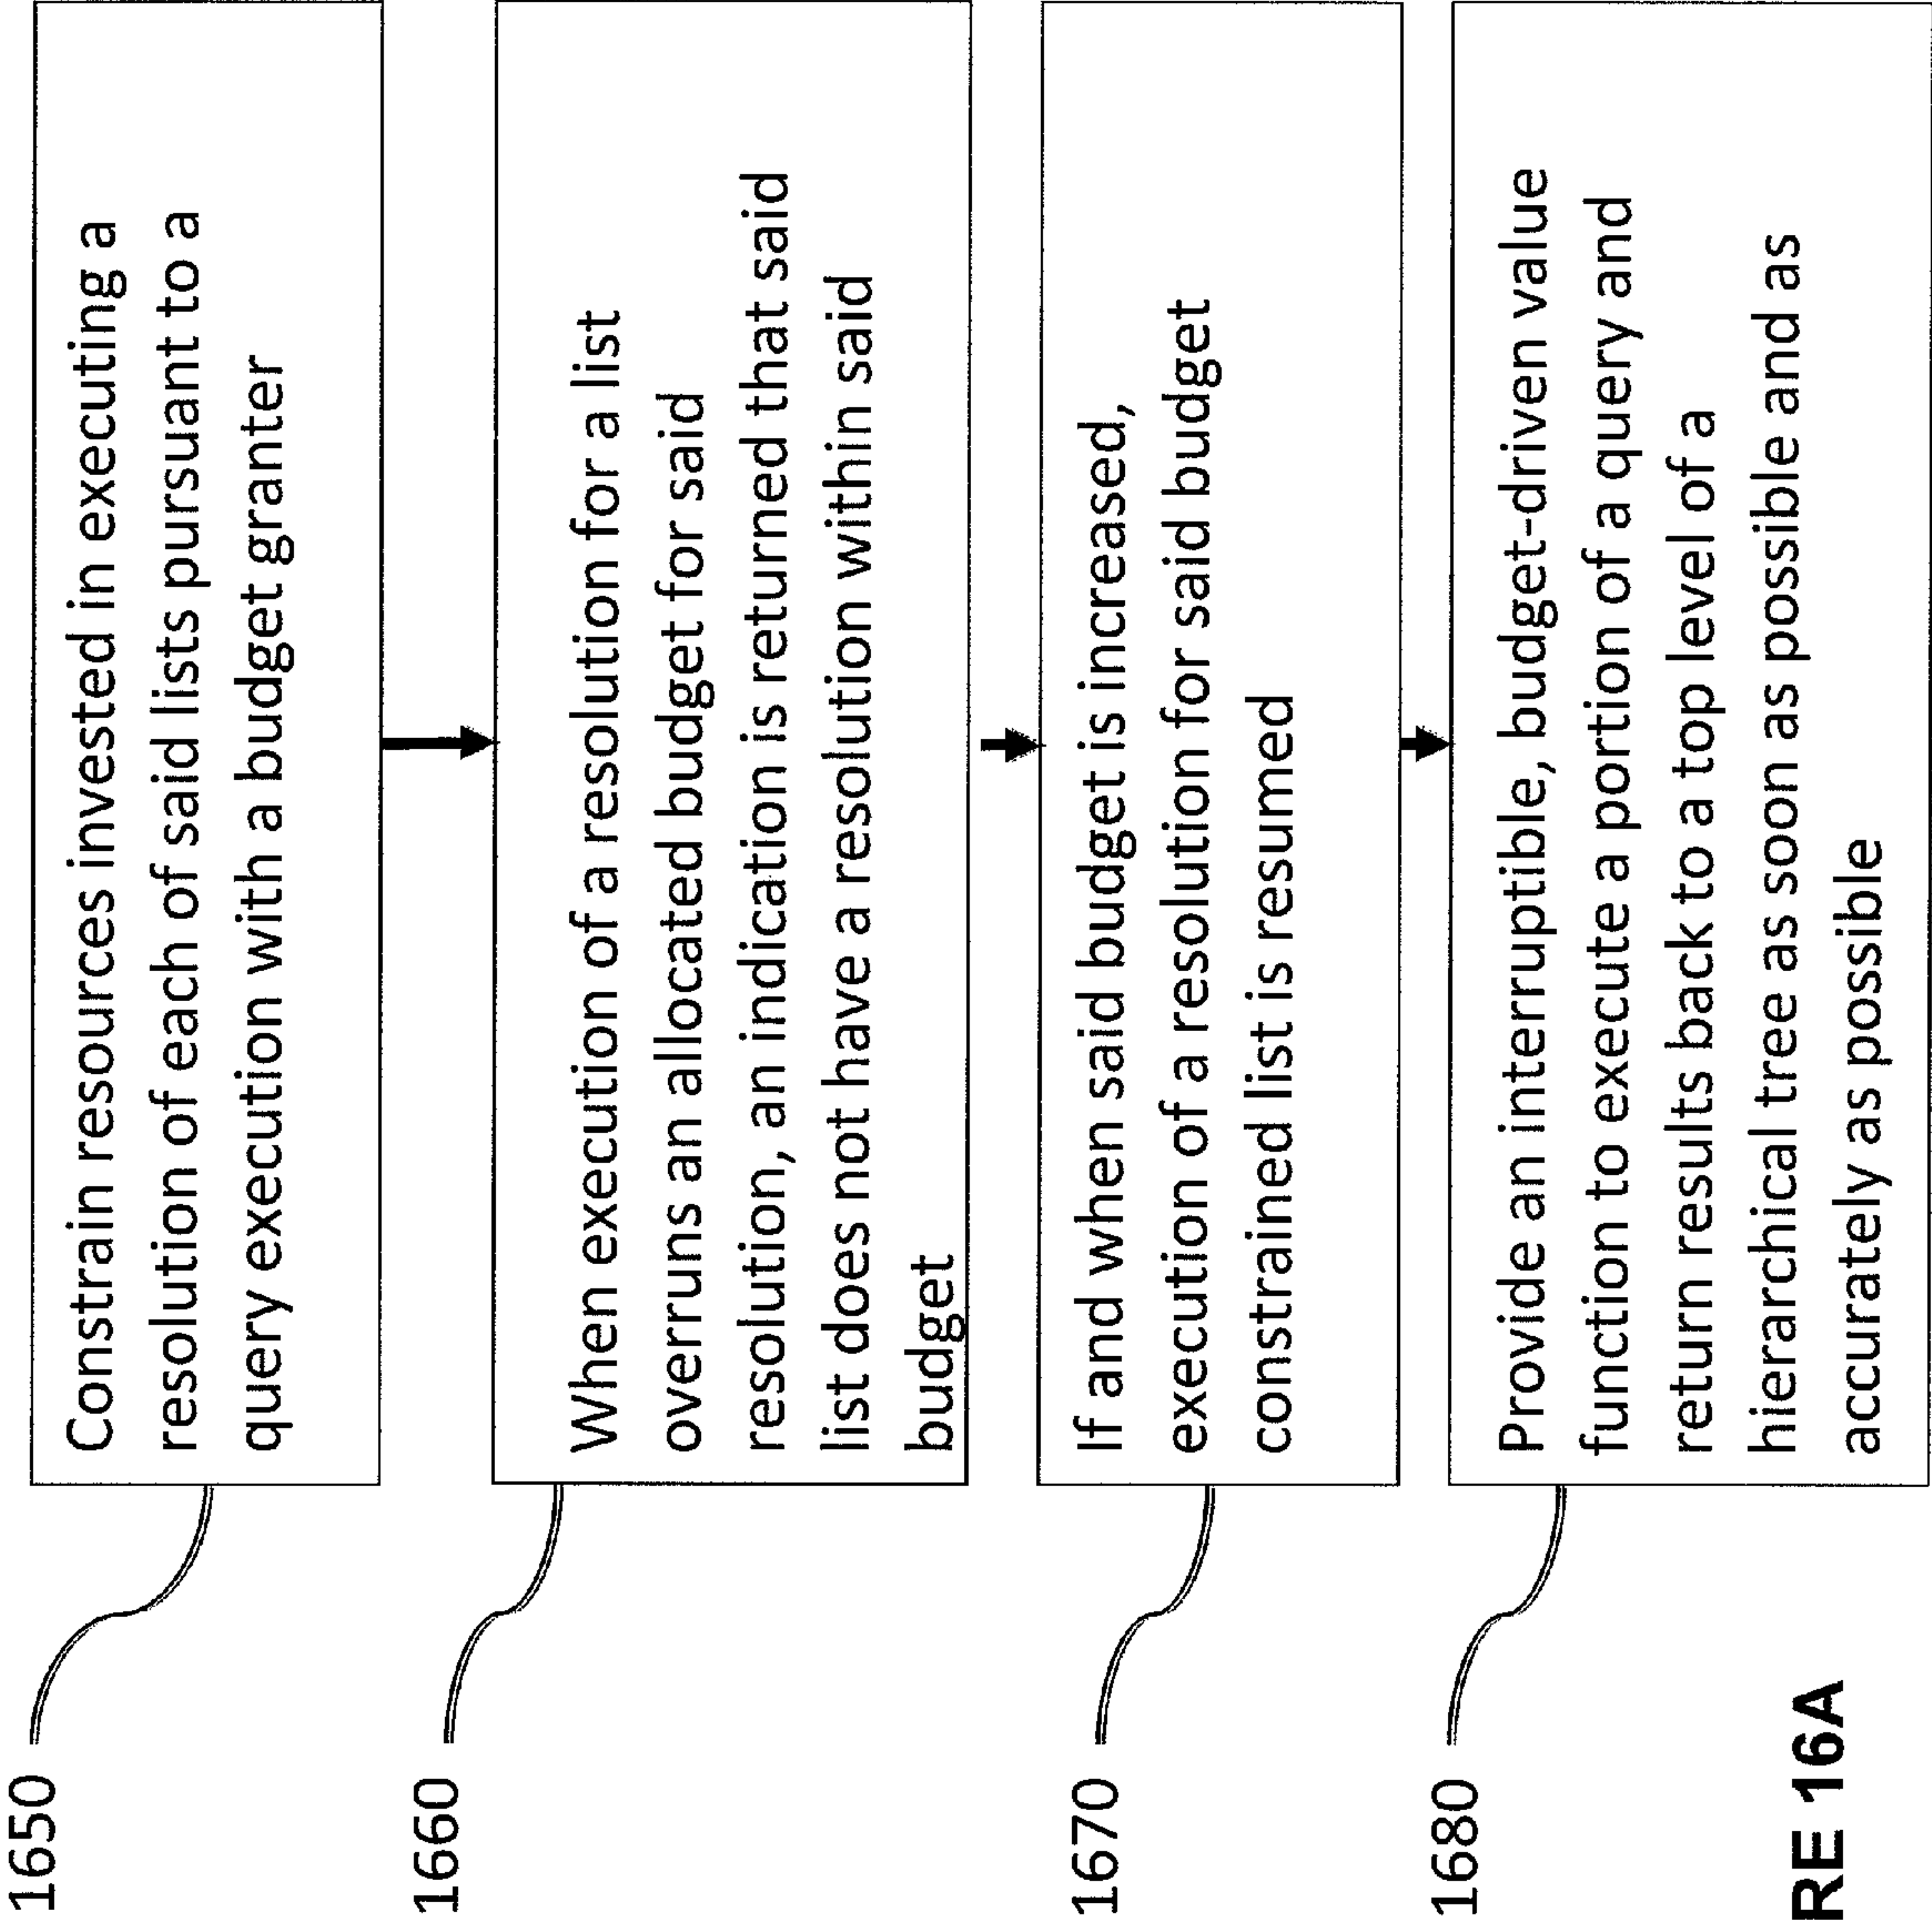 1650
Constrain resources invested in executing a
resolution of each of said lists pursuant to a
query execution with a budget granter
1660
When execution of a resolution for a list
overruns an allocated budget for said
resolution, an indication is returned that said
list does not have a resolution within said
budget
1670
If and when said budget is increased,
execution of a resolution for said budget
constrained list is resumed
1680
Provide an interruptible, budget-driven value
function to execute a portion of a query and
return results back to a top level of a
hierarchical tree as soon as possible and as
accurately as possible
RE 16A